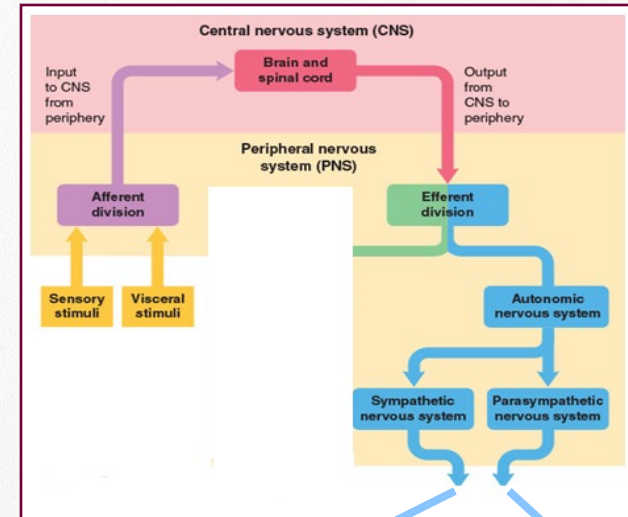 Central nervous system (CNS)
Input
to CNS
from
periphery
Brain and
spinal cord
Output
from
CNS to
periphery
Peripheral nervous
system (PNS)
Afferent
division
Efferent
division
Sensory
stimuli
Visceral
stimuli
Autonomic
nervous system
Sympathetic
nervous system
Parasympathetic
nervous system